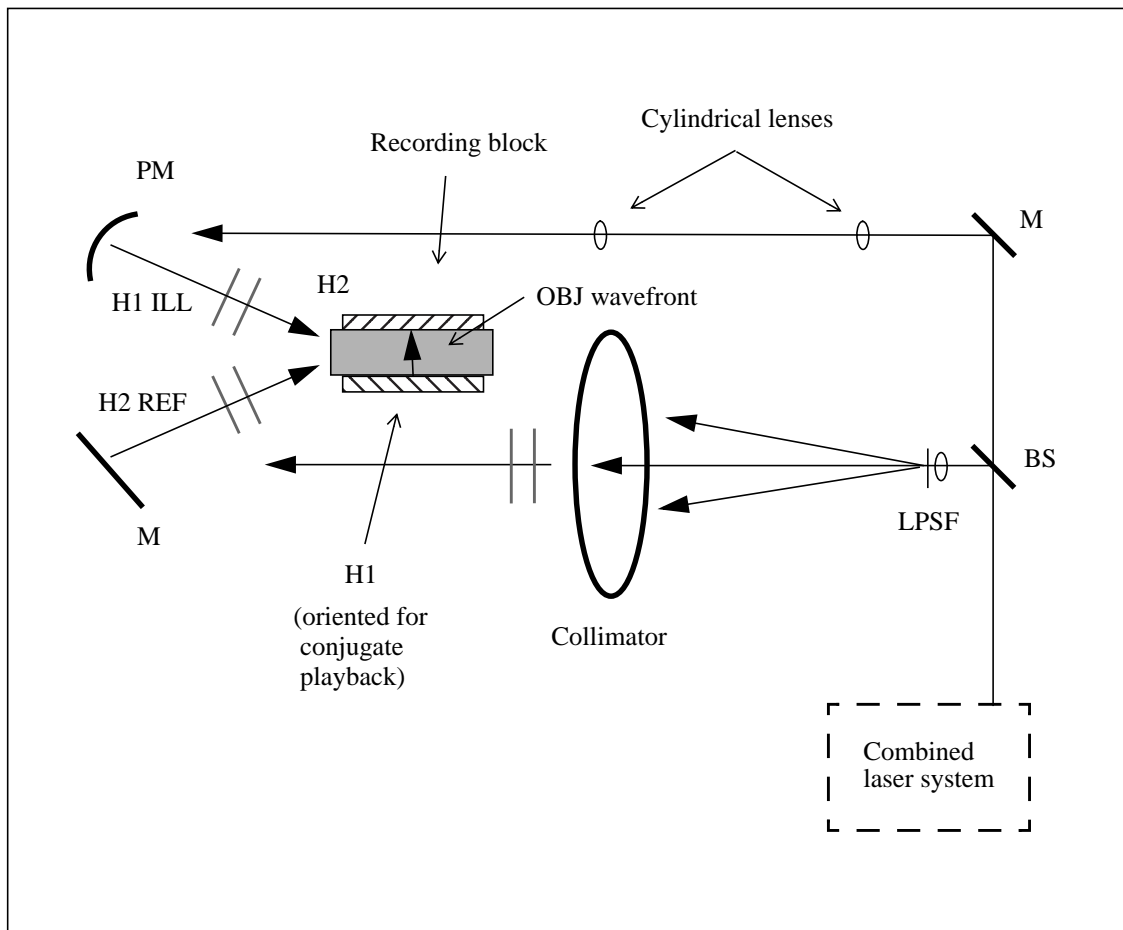 Cylindrical lenses
Recording block
PM
M
H2
OBJ wavefront
H1 ILL
H2 REF
BS
LPSF
M
H1
(oriented for
conjugate
playback)
Collimator
Combined
laser system